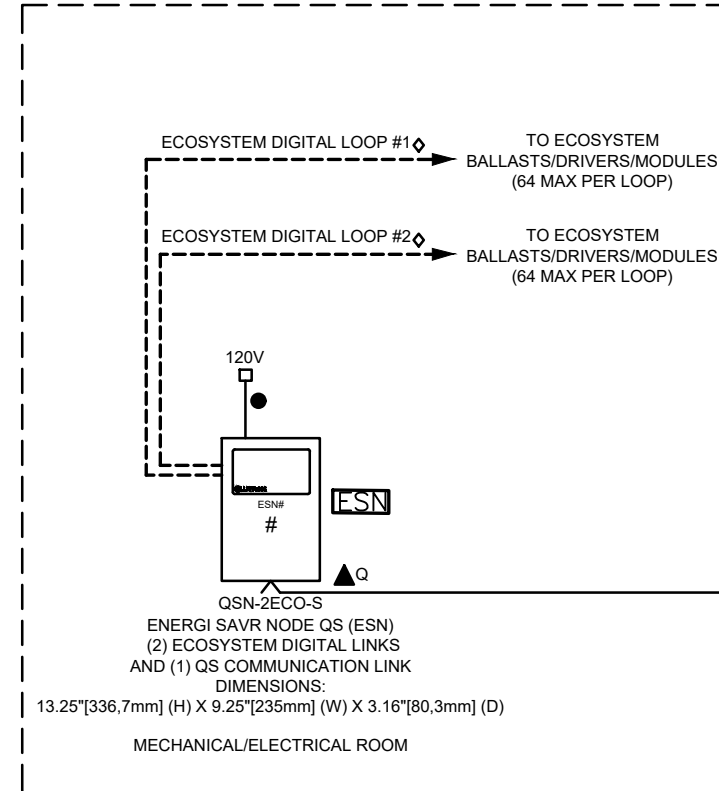 ECOSYSTEM DIGITAL LOOP #1
TO ECOSYSTEM
BALLASTS/DRIVERS/MODULES
(64 MAX PER LOOP)
ECOSYSTEM DIGITAL LOOP #2
TO ECOSYSTEM
BALLASTS/DRIVERS/MODULES
(64 MAX PER LOOP)
120V
LUTRON
ESN#
#
ESN
Q
QSN-2ECO-S
ENERGI SAVR NODE QS (ESN)
(2) ECOSYSTEM DIGITAL LINKS
AND (1) QS COMMUNICATION LINK
DIMENSIONS:
13.25"[336,7mm] (H) X 9.25"[235mm] (W) X 3.16"[80,3mm] (D)
MECHANICAL/ELECTRICAL ROOM